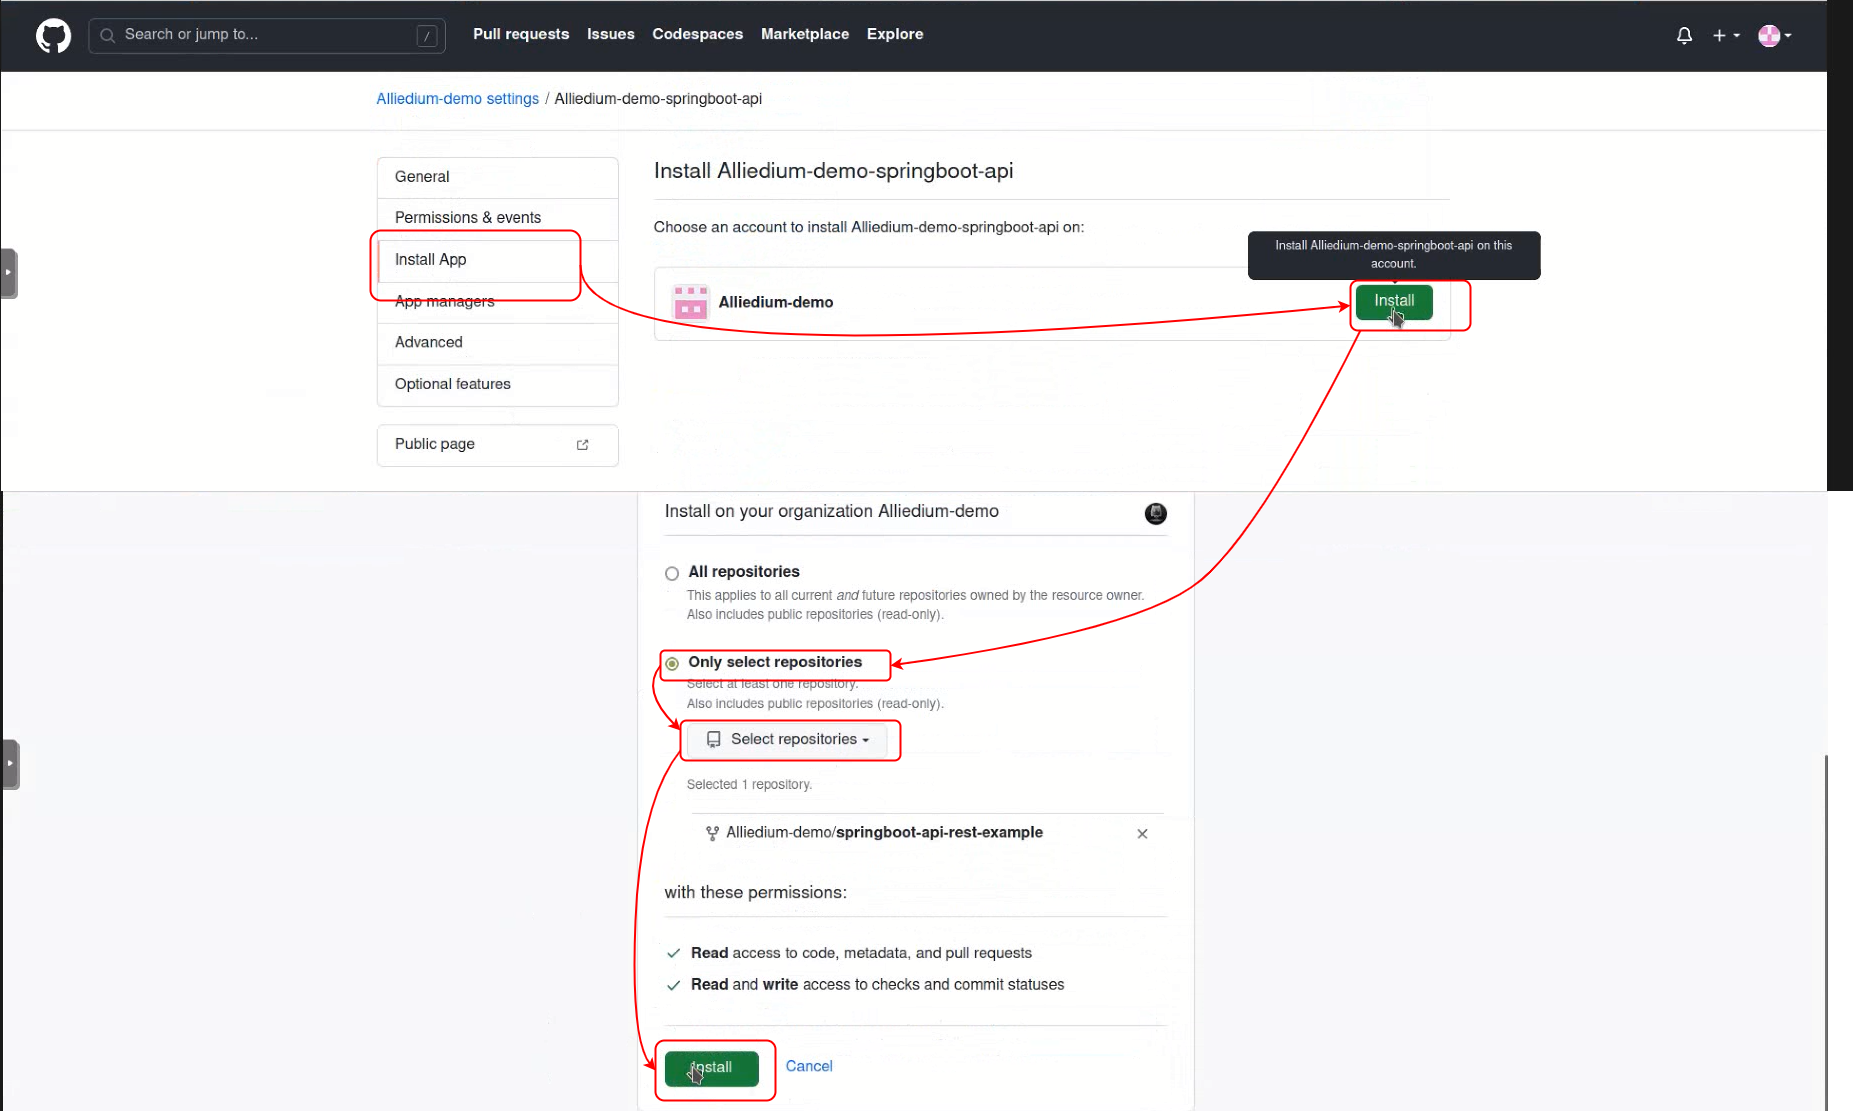 Search or jump to... /
Pull requests Issues Codespaces Marketplace Explore
Alliedium-demo settings / Alliedium-demo-springboot-api
General
Permissions & events
Install App
App managers
Advanced
Optional features
Public page
Install Alliedium-demo-springboot-api
Choose an account to install Alliedium-demo-springboot-api on:
Install Alliedium-demo-springboot-api on this
account.
Alliedium-demo
Install
Install on your organization Alliedium-demo
All repositories
This applies to all current and future repositories owned by the resource owner.
Also includes public repositories (read-only).
Only select repositories
Select at least one repository.
Also includes public repositories (read-only).
Select repositories
Selected 1 repository.
Alliedium-demo/springboot-api-rest-example
with these permissions:
Read access to code, metadata, and pull requests
Read and write access to checks and commit statuses
Install Cancel